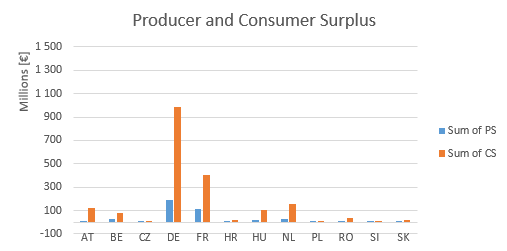 Producer and Consumer Surplus
Millions [€]
1 500
1 300
1 100
900
700
500
300
100
-100
AT BE CZ DE FR HR HU NL PL RO SI SK
Sum of PS
Sum of CS